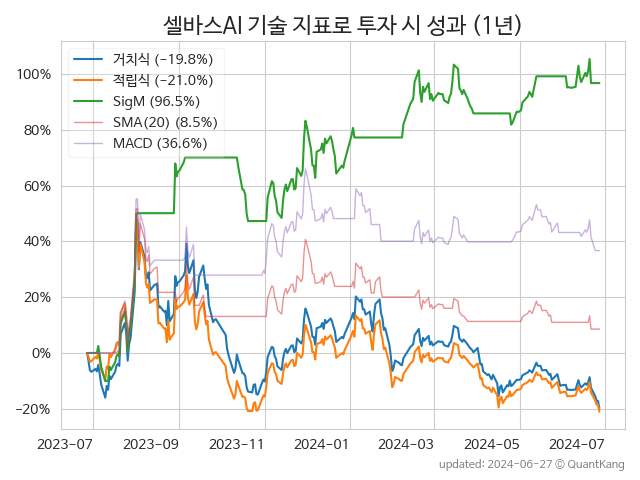 셀바스AI 기술 지표로 투자 시 성과 (1년)
거치식 (−19.8%)
적립식 (−21.0%)
SigM (96.5%)
SMA(20) (8.5%)
MACD (36.6%)
100%
80%
60%
40%
20%
0%
−20%
2023-07 2023-09 2023-11 2024-01 2024-03 2024-05 2024-07
updated: 2024-06-27 © QuantKang